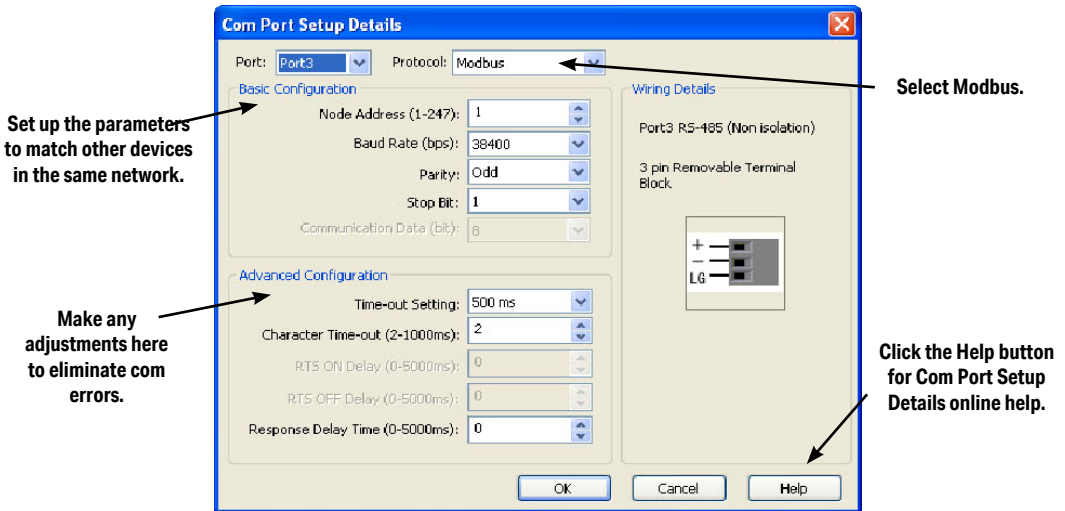 Com Port Setup Details
Port: Port3 Protocol: Modbus
Select Modbus.
Basic Configuration
Node Address (1-247): 1
Baud Rate (bps): 38400
Parity: Odd
Stop Bit: 1
Communication Data (bit): 8
Set up the parameters
to match other devices
in the same network.
Wiring Details
Port3 RS-485 (Non isolation)
3 pin Removable Terminal
Block
+
−
LG
Advanced Configuration
Time-out Setting: 500 ms
Character Time-out (2-1000ms): 2
RTS ON Delay (0-5000ms): 0
RTS OFF Delay (0-5000ms): 0
Response Delay Time (0-5000ms): 0
Make any
adjustments here
to eliminate com
errors.
Click the Help button
for Com Port Setup
Details online help.
OK Cancel Help